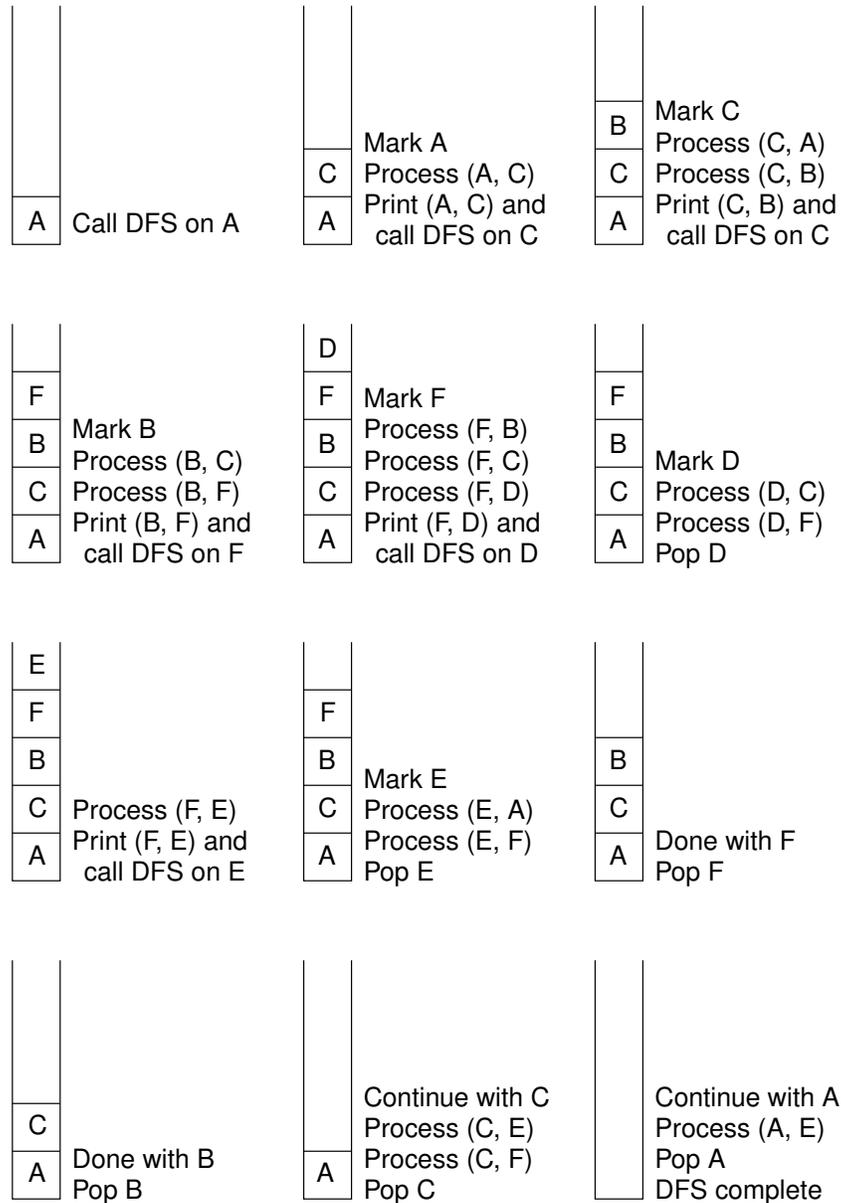 A
Call DFS on A
C
A
Mark A
Process (A, C)
Print (A, C) and
call DFS on C
B
C
A
Mark C
Process (C, A)
Process (C, B)
Print (C, B) and
call DFS on C
F
B
C
A
Mark B
Process (B, C)
Process (B, F)
Print (B, F) and
call DFS on F
D
F
B
C
A
Mark F
Process (F, B)
Process (F, C)
Process (F, D)
Print (F, D) and
call DFS on D
F
B
C
A
Mark D
Process (D, C)
Process (D, F)
Pop D
E
F
B
C
A
Process (F, E)
Print (F, E) and
call DFS on E
F
B
C
A
Mark E
Process (E, A)
Process (E, F)
Pop E
B
C
A
Done with F
Pop F
C
A
Done with B
Pop B
A
Continue with C
Process (C, E)
Process (C, F)
Pop C
Continue with A
Process (A, E)
Pop A
DFS complete